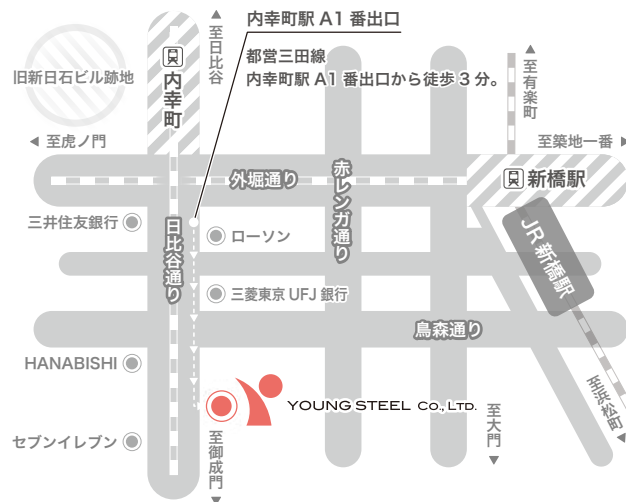 内幸町駅 A1 番出口
至日比谷
都営三田線
内幸町駅 A1 番出口から徒歩 3 分。
旧新日石ビル跡地
内幸町
至有楽町
至虎ノ門
至築地一番
外堀通り
赤レンガ通り
新橋駅
三井住友銀行
日比谷通り
ローソン
JR 新橋駅
三菱東京 UFJ 銀行
烏森通り
HANABISHI
YOUNG STEEL CO., LTD.
至浜松町
至大門
セブンイレブン
至御成門